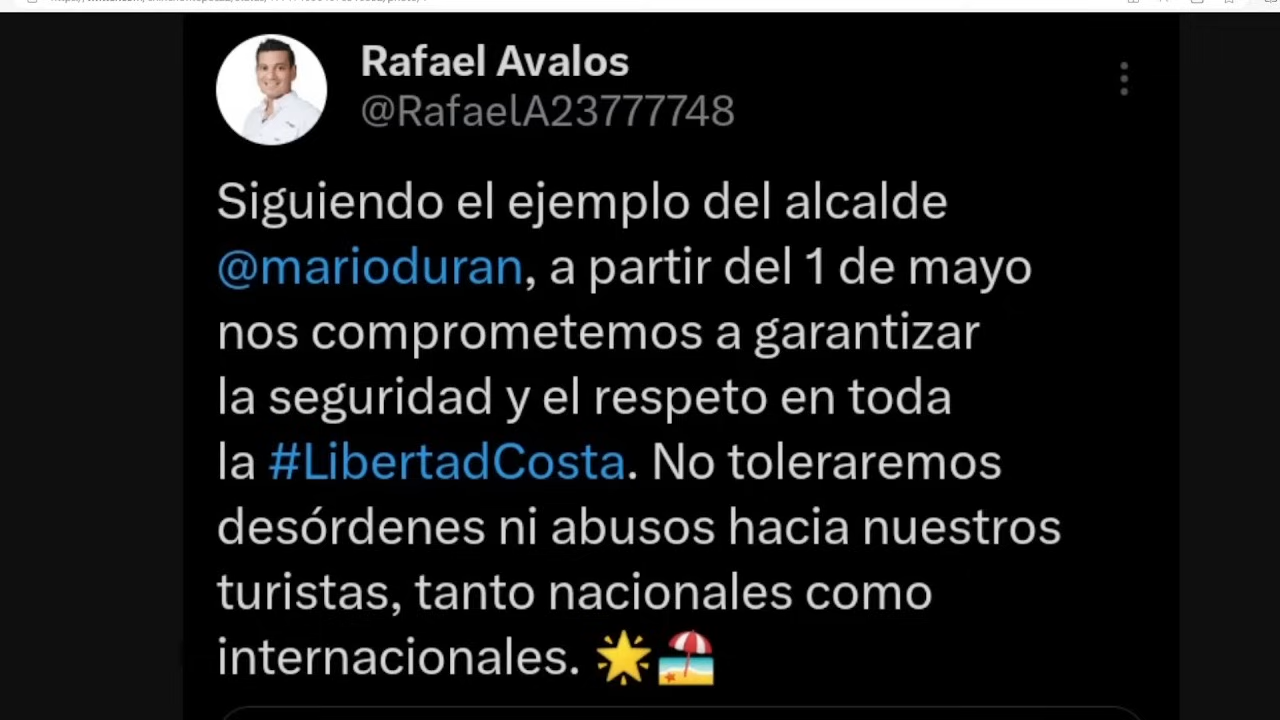 Rafael Avalos
@RafaelA23777748
Siguiendo el ejemplo del alcalde
@marioduran, a partir del 1 de mayo
nos comprometemos a garantizar
la seguridad y el respeto en toda
la #LibertadCosta. No toleraremos
desórdenes ni abusos hacia nuestros
turistas, tanto nacionales como
internacionales. 🌟🏖️